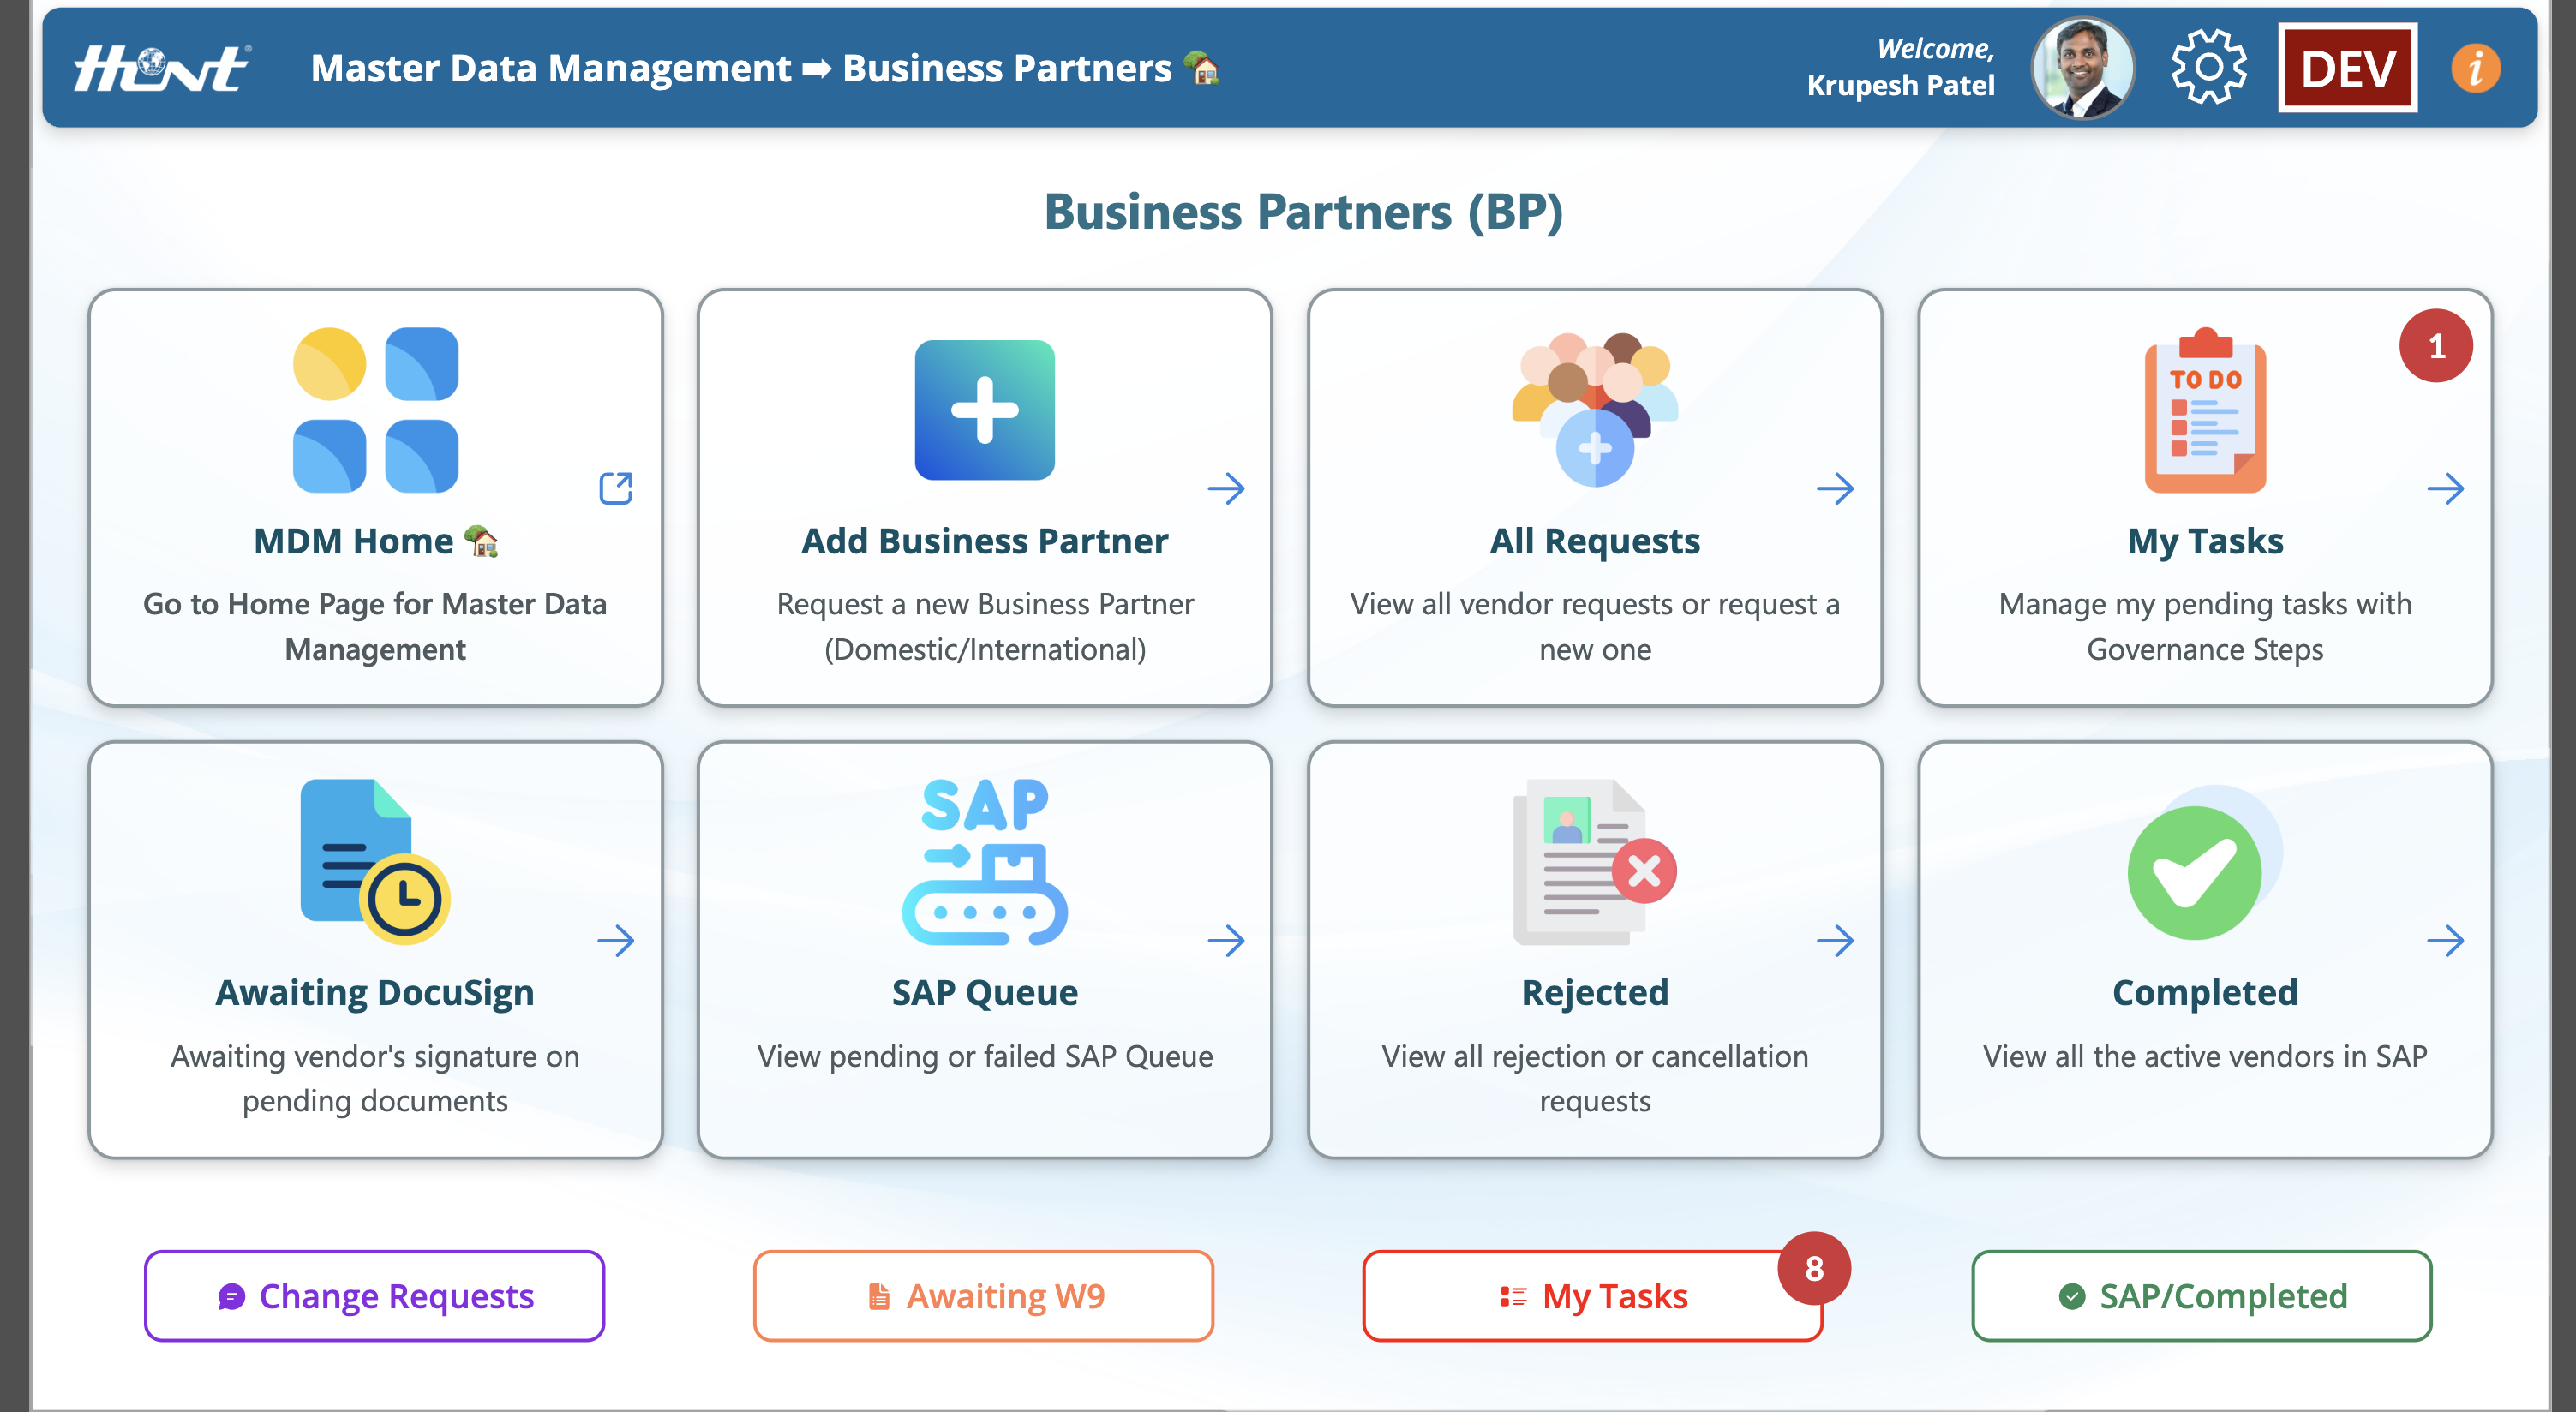 Hunt®
Master Data Management ➡ Business Partners 🏡
Welcome,
Krupesh Patel
DEV
i
Business Partners (BP)
MDM Home 🏡
Go to Home Page for Master Data
Management
Add Business Partner
Request a new Business Partner
(Domestic/International)
All Requests
View all vendor requests or request a
new one
TO DO
1
My Tasks
Manage my pending tasks with
Governance Steps
Awaiting DocuSign
Awaiting vendor's signature on
pending documents
SAP
SAP Queue
View pending or failed SAP Queue
Rejected
View all rejection or cancellation
requests
Completed
View all the active vendors in SAP
Change Requests
Awaiting W9
My Tasks
8
SAP/Completed